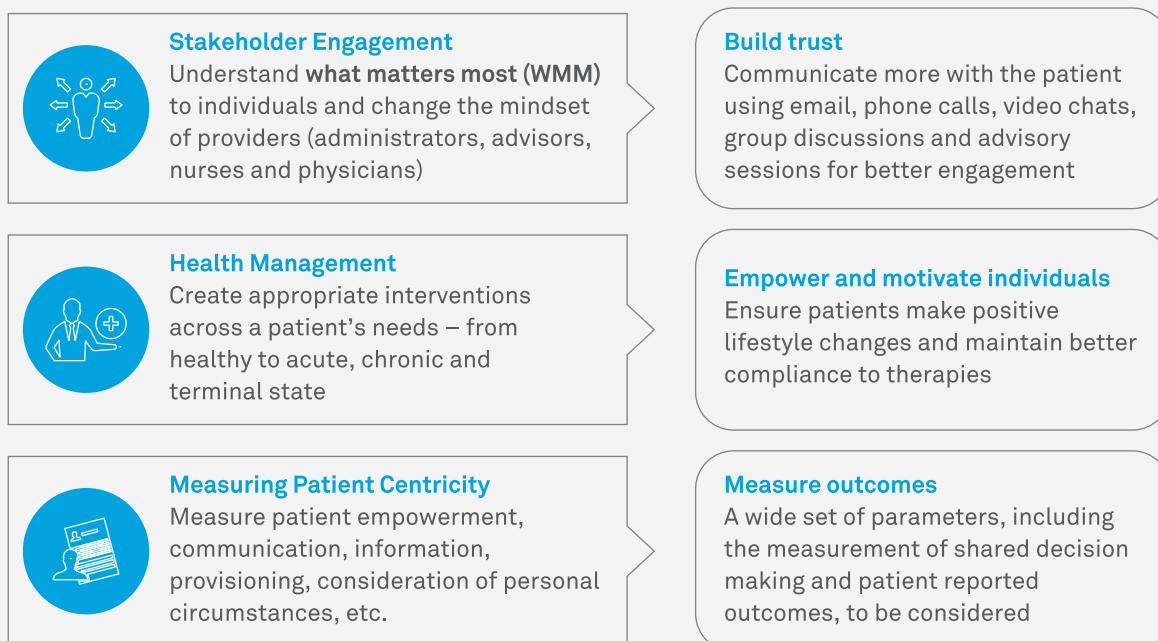 Stakeholder Engagement
Understand what matters most (WMM)
to individuals and change the mindset
of providers (administrators, advisors,
nurses and physicians)
Build trust
Communicate more with the patient
using email, phone calls, video chats,
group discussions and advisory
sessions for better engagement
Health Management
Create appropriate interventions
across a patient’s needs – from
healthy to acute, chronic and
terminal state
Empower and motivate individuals
Ensure patients make positive
lifestyle changes and maintain better
compliance to therapies
Measuring Patient Centricity
Measure patient empowerment,
communication, information,
provisioning, consideration of personal
circumstances, etc.
Measure outcomes
A wide set of parameters, including
the measurement of shared decision
making and patient reported
outcomes, to be considered